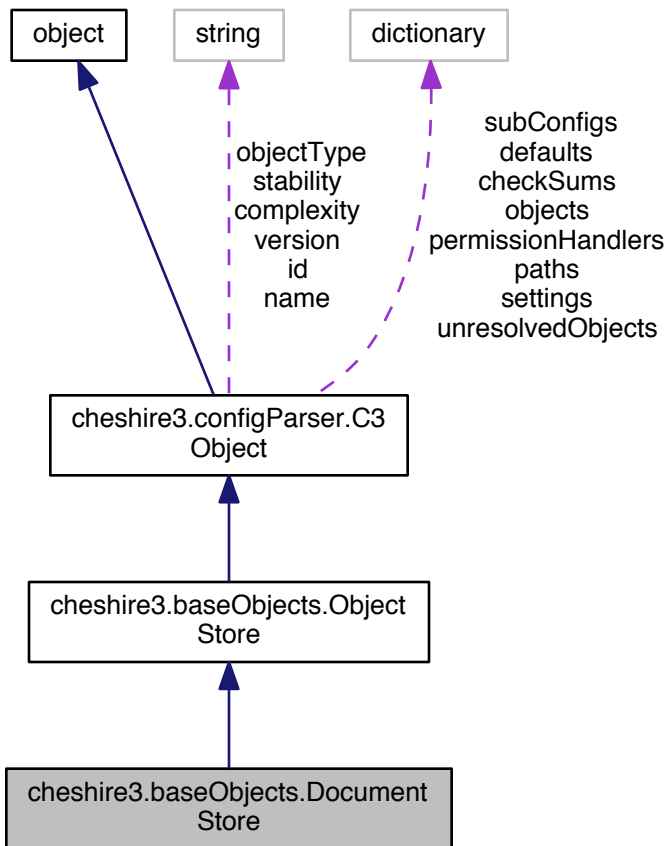 object
string
dictionary
objectType
stability
complexity
version
id
name
subConfigs
defaults
checkSums
objects
permissionHandlers
paths
settings
unresolvedObjects
cheshire3.configParser.C3
Object
cheshire3.baseObjects.Object
Store
cheshire3.baseObjects.Document
Store